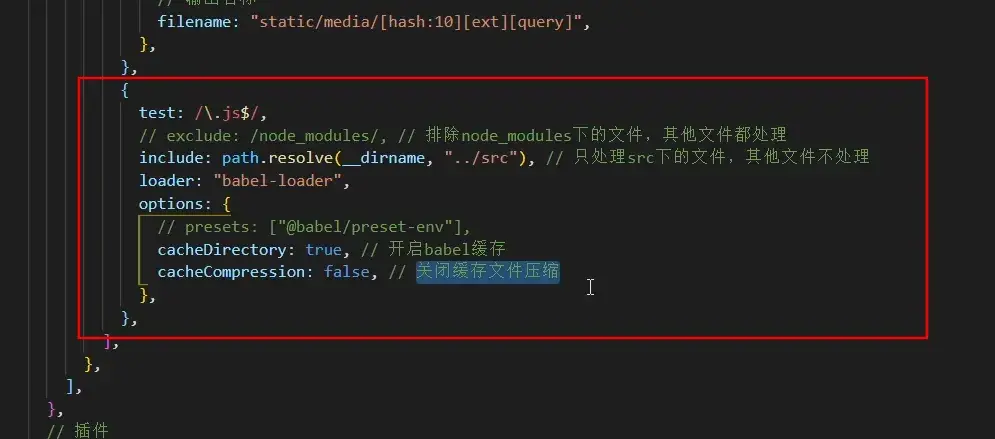 // 输出名称
filename: "static/media/[hash:10][ext][query]",
},
},
{
test: /\.js$/,
// exclude: /node_modules/, // 排除node_modules下的文件，其他文件都处理
include: path.resolve(__dirname, "../src"), // 只处理src下的文件，其他文件不处理
loader: "babel-loader",
options: {
// presets: ["@babel/preset-env"],
cacheDirectory: true, // 开启babel缓存
cacheCompression: false, // 关闭缓存文件压缩
},
},
],
},
],
},
// 插件